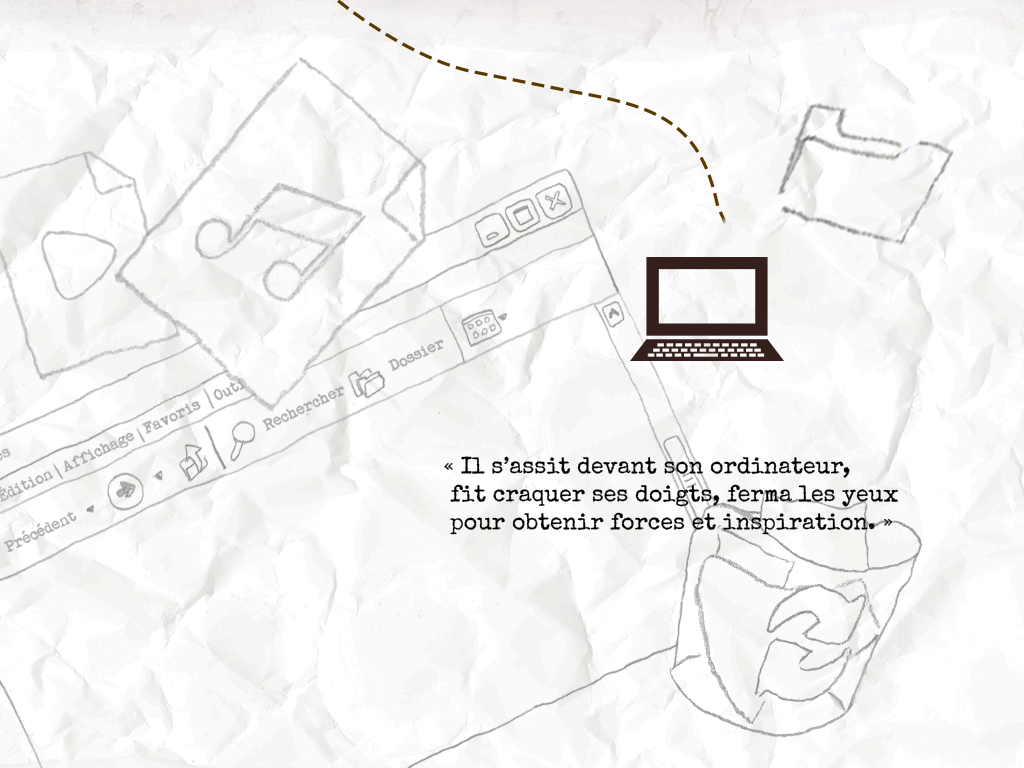 es
Édition | Affichage | Favoris | Outi
Précédent
Rechercher
Dossier
« Il s’assit devant son ordinateur,
fit craquer ses doigts, ferma les yeux
pour obtenir forces et inspiration. »